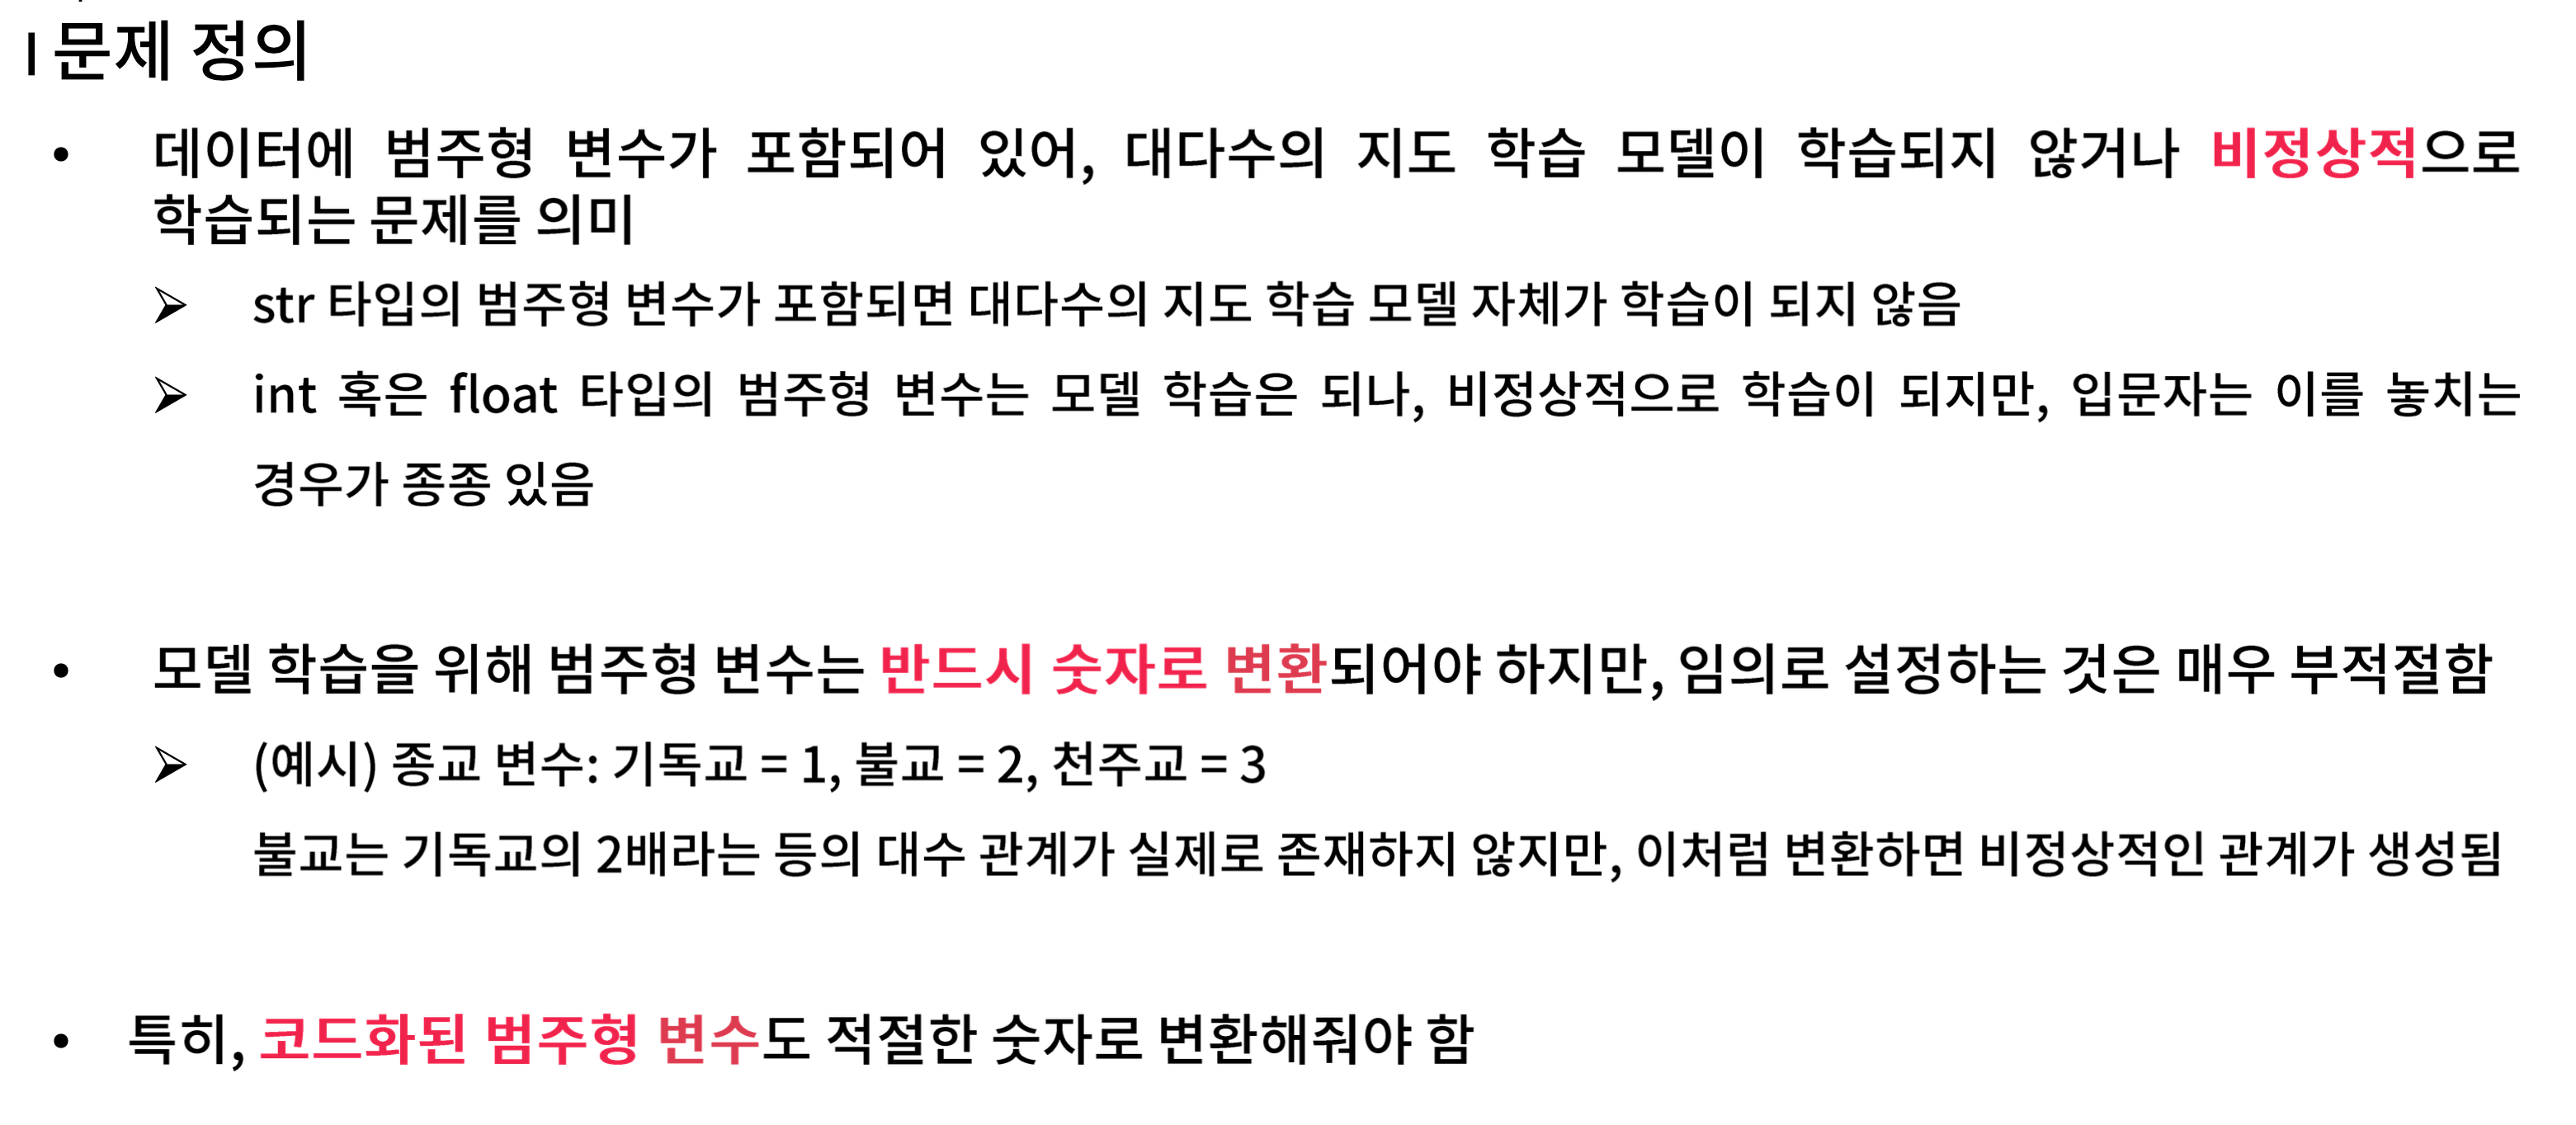 I 문제 정의
• 데이터에 범주형 변수가 포함되어 있어, 대다수의 지도 학습 모델이 학습되지 않거나 비정상적으로
학습되는 문제를 의미
➢ str 타입의 범주형 변수가 포함되면 대다수의 지도 학습 모델 자체가 학습이 되지 않음
➢ int 혹은 float 타입의 범주형 변수는 모델 학습은 되나, 비정상적으로 학습이 되지만, 입문자는 이를 놓치는
경우가 종종 있음
• 모델 학습을 위해 범주형 변수는 반드시 숫자로 변환되어야 하지만, 임의로 설정하는 것은 매우 부적절함
➢ (예시) 종교 변수: 기독교 = 1, 불교 = 2, 천주교 = 3
불교는 기독교의 2배라는 등의 대수 관계가 실제로 존재하지 않지만, 이처럼 변환하면 비정상적인 관계가 생성됨
• 특히, 코드화된 범주형 변수도 적절한 숫자로 변환해줘야 함